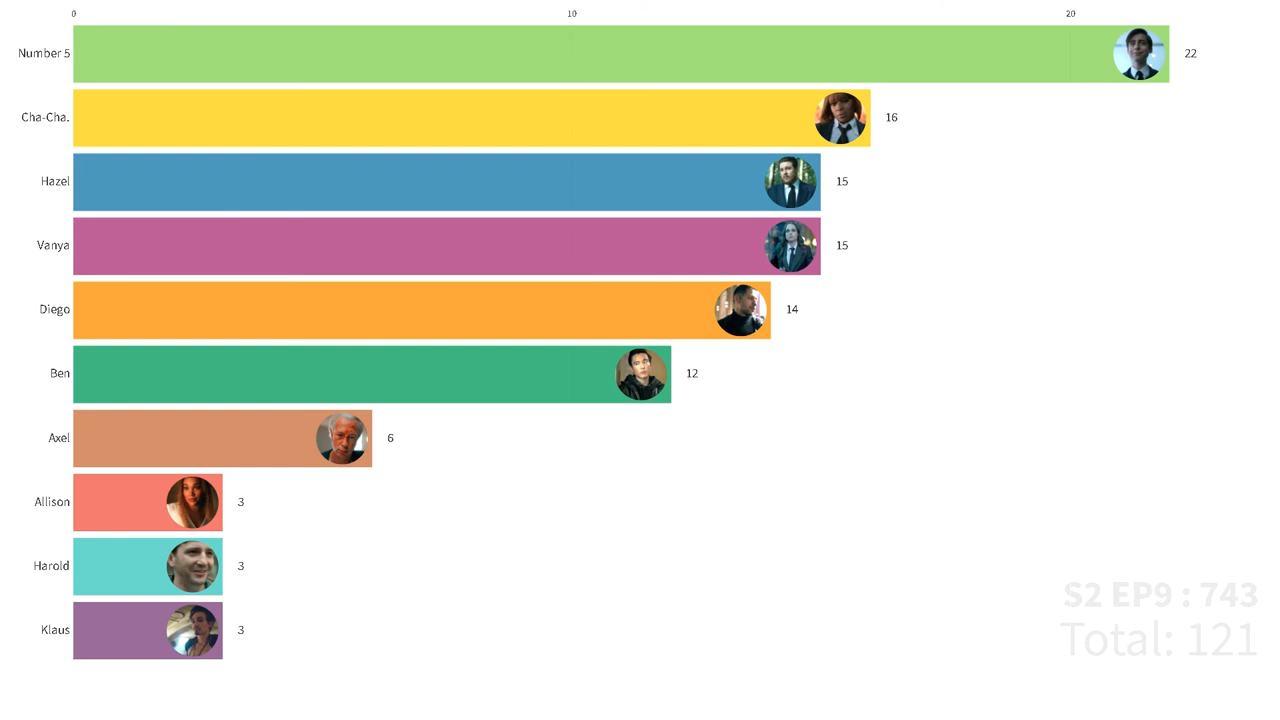 0 10 20
Number 5 22
Cha-Cha. 16
Hazel 15
Vanya 15
Diego 14
Ben 12
Axel 6
Allison 3
Harold 3
Klaus 3
S2 EP9 : 743
Total: 121